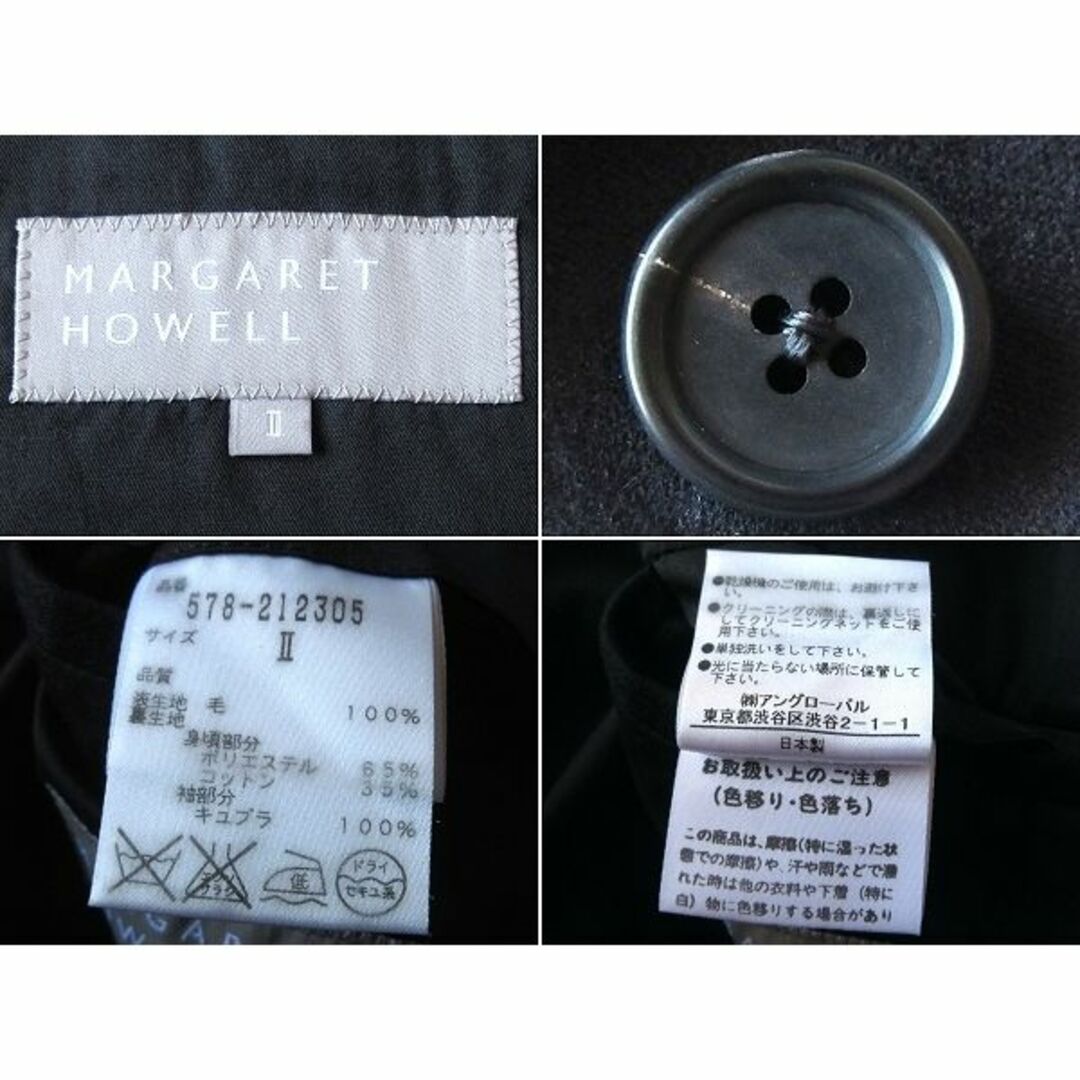 MARGARET
HOWELL
II
品番
578-212305
サイズ
II
品質
表生地 毛 100%
裏生地
身頃部分
ポリエステル 65%
コットン 35%
袖部分
キュプラ 100%
低
ドライ
セキユ系
●乾燥機のご使用は、お避け下さ
い。
●クリーニングの際は、裏返しに
してクリーニングネットをご使
用下さい。
●単独洗いをして下さい。
●光に当たらない場所に保管して
下さい。
㈱アングローバル
東京都渋谷区渋谷2-1-1
日本製
お取扱い上のご注意
(色移り・色落ち)
この商品は、摩擦(特に湿った状
態での摩擦)や、汗や雨などで濡
れた時は他の衣料や下着(特に
白)物に色移りする場合があり